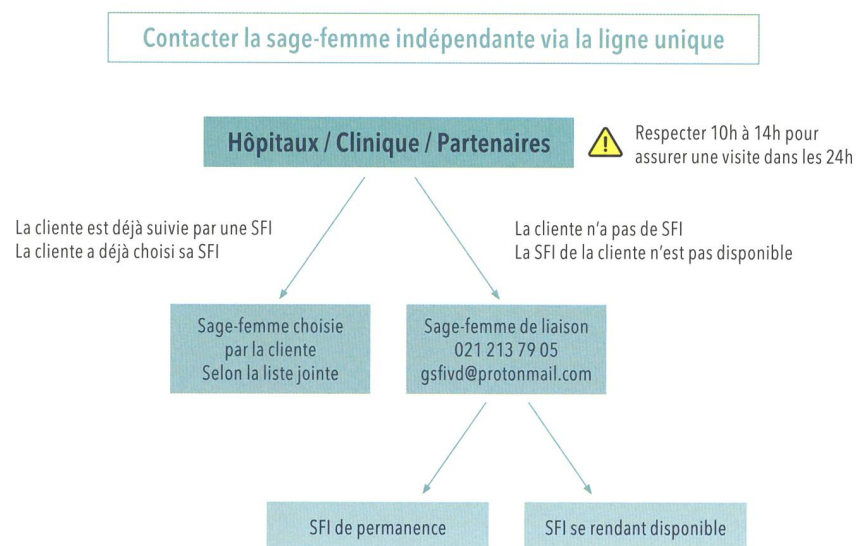 Contacter la sage-femme indépendante via la ligne unique
Hôpitaux / Clinique / Partenaires
Respecter 10h à 14h pour
assurer une visite dans les 24h
La cliente est déjà suivie par une SFI
La cliente a déjà choisi sa SFI
La cliente n'a pas de SFI
La SFI de la cliente n'est pas disponible
Sage-femme choisie
par la cliente
Selon la liste jointe
Sage-femme de liaison
021 213 79 05
gsfivd@protonmail.com
SFI de permanence
SFI se rendant disponible